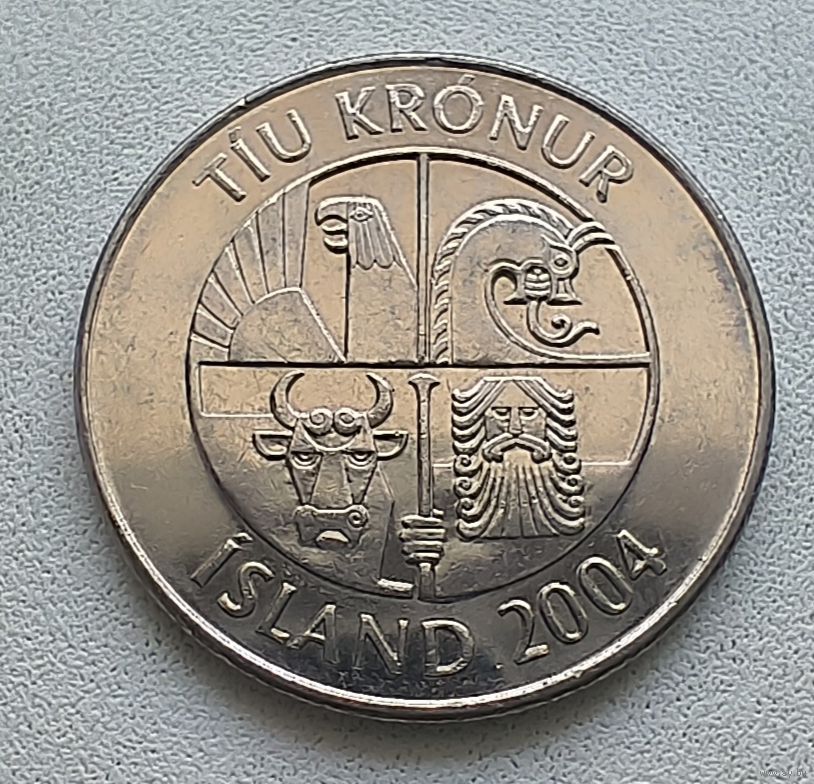 TÍU KRÓNUR
ÍSLAND 2004